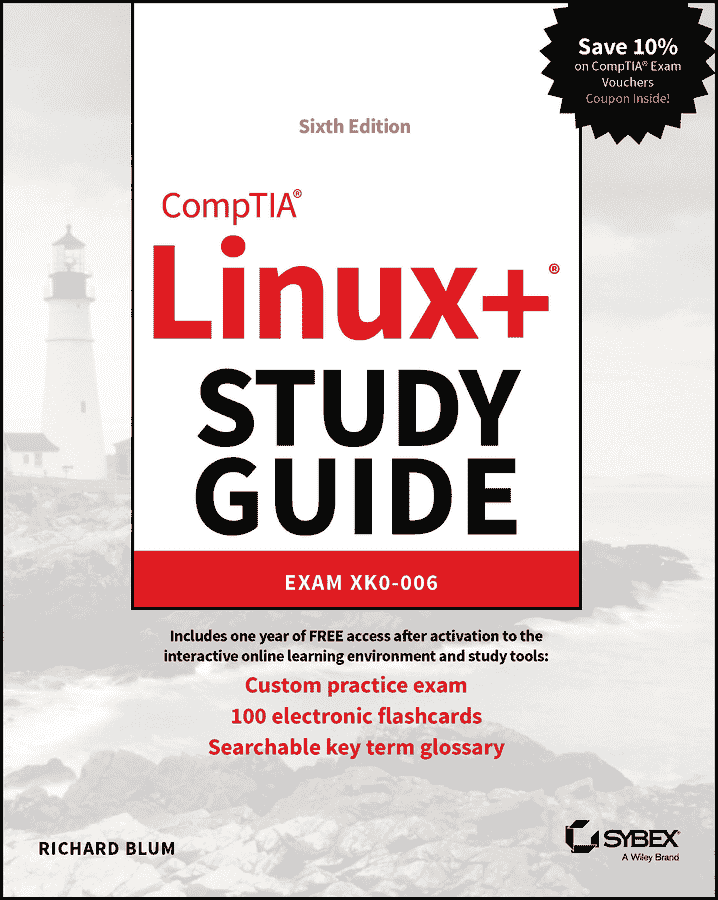 Save 10%
on CompTIA® Exam
Vouchers
Coupon Inside!
Sixth Edition
CompTIA®
Linux+®
STUDY
GUIDE
EXAM XK0-006
Includes one year of FREE access after activation to the
interactive online learning environment and study tools:
Custom practice exam
100 electronic flashcards
Searchable key term glossary
RICHARD BLUM
SYBEX®
A Wiley Brand